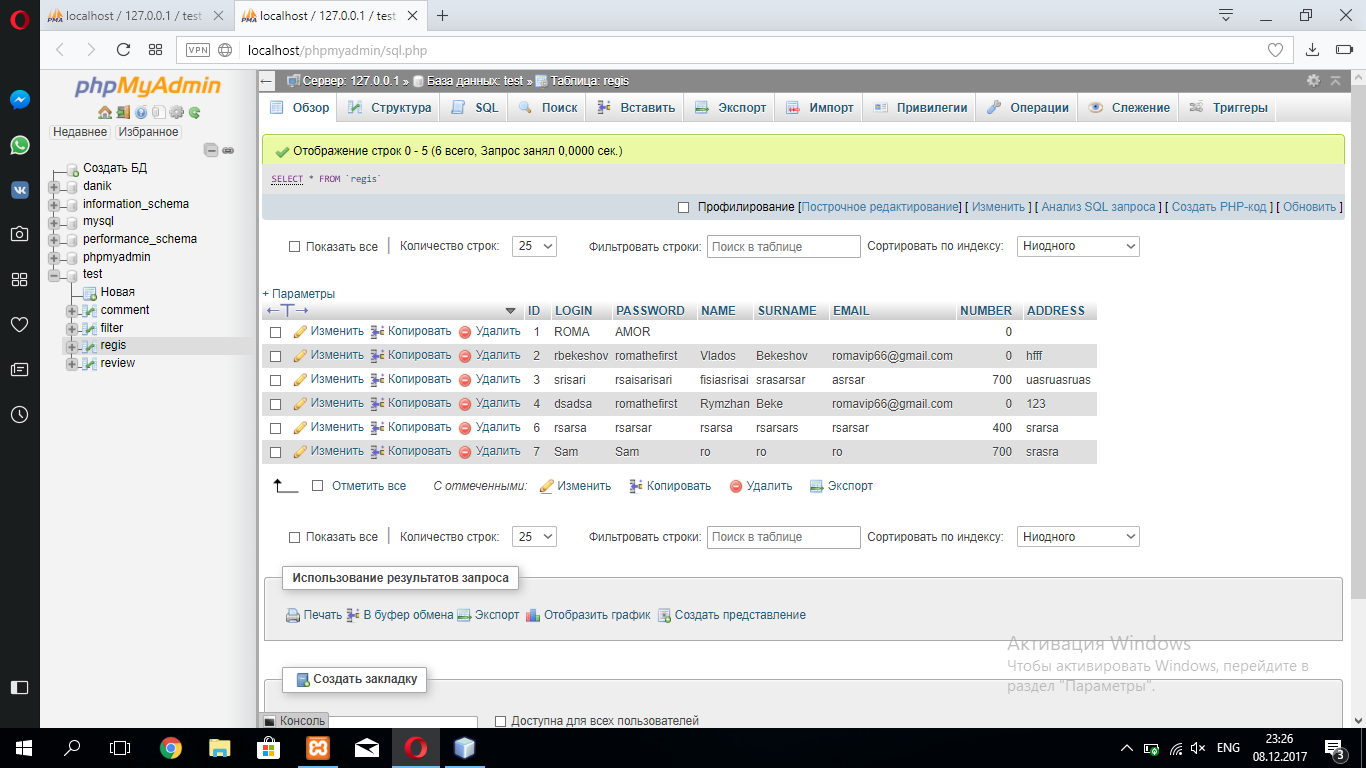 localhost / 127.0.0.1 / test
localhost / 127.0.0.1 / test
VPN localhost/phpmyadmin/sql.php
phpMyAdmin
Недавнее Избранное
Создать БД
danik
information_schema
mysql
performance_schema
phpmyadmin
test
Новая
comment
filter
regis
review
Сервер: 127.0.0.1 » База данных: test » Таблица: regis
Обзор Структура SQL Поиск Вставить Экспорт Импорт Привилегии Операции Слежение Триггеры
Отображение строк 0 - 5 (6 всего, Запрос занял 0,0000 сек.)
SELECT * FROM `regis`
Профилирование [Построчное редактирование] [ Изменить ] [ Анализ SQL запроса ] [ Создать PHP-код ] [ Обновить ]
Показать все | Количество строк: 25 Фильтровать строки: Поиск в таблице Сортировать по индексу: Ниодного
+ Параметры
←T→ ID LOGIN PASSWORD NAME SURNAME EMAIL NUMBER ADDRESS
Изменить Копировать Удалить 1 ROMA AMOR 0
Изменить Копировать Удалить 2 rbekeshov romathefirst Vlados Bekeshov romavip66@gmail.com 0 hfff
Изменить Копировать Удалить 3 srisari rsaisarisari fisiasrisai srasarsar asrsar 700 uasruasruas
Изменить Копировать Удалить 4 dsadsa romathefirst Rymzhan Beke romavip66@gmail.com 0 123
Изменить Копировать Удалить 6 rsarsa rsarsar rsarsa rsarsars rsarsar 400 srarsa
Изменить Копировать Удалить 7 Sam Sam ro ro ro 700 srasra
Отметить все С отмеченными: Изменить Копировать Удалить Экспорт
Показать все | Количество строк: 25 Фильтровать строки: Поиск в таблице Сортировать по индексу: Ниодного
Использование результатов запроса
Печать В буфер обмена Экспорт Отобразить график Создать представление
Создать закладку
Консоль Доступна для всех пользователей
Активация Windows
Чтобы активировать Windows, перейдите в
раздел "Параметры".
ENG
23:26
08.12.2017
3